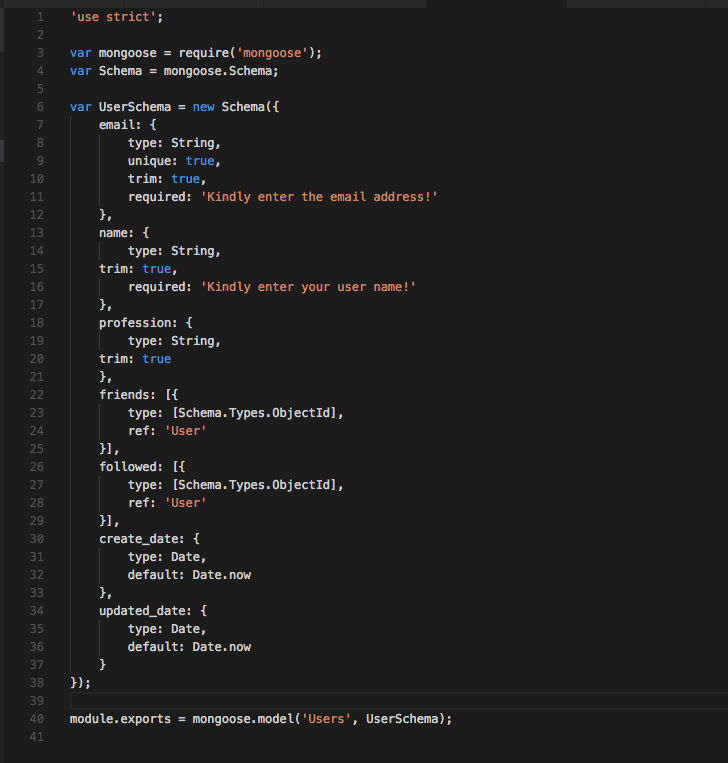 1 'use strict';
2
3 var mongoose = require('mongoose');
4 var Schema = mongoose.Schema;
5
6 var UserSchema = new Schema({
7     email: {
8         type: String,
9         unique: true,
10         trim: true,
11         required: 'Kindly enter the email address!'
12     },
13     name: {
14         type: String,
15     trim: true,
16         required: 'Kindly enter your user name!'
17     },
18     profession: {
19         type: String,
20     trim: true
21     },
22     friends: [{
23         type: [Schema.Types.ObjectId],
24         ref: 'User'
25     }],
26     followed: [{
27         type: [Schema.Types.ObjectId],
28         ref: 'User'
29     }],
30     create_date: {
31         type: Date,
32         default: Date.now
33     },
34     updated_date: {
35         type: Date,
36         default: Date.now
37     }
38 });
39
40 module.exports = mongoose.model('Users', UserSchema);
41